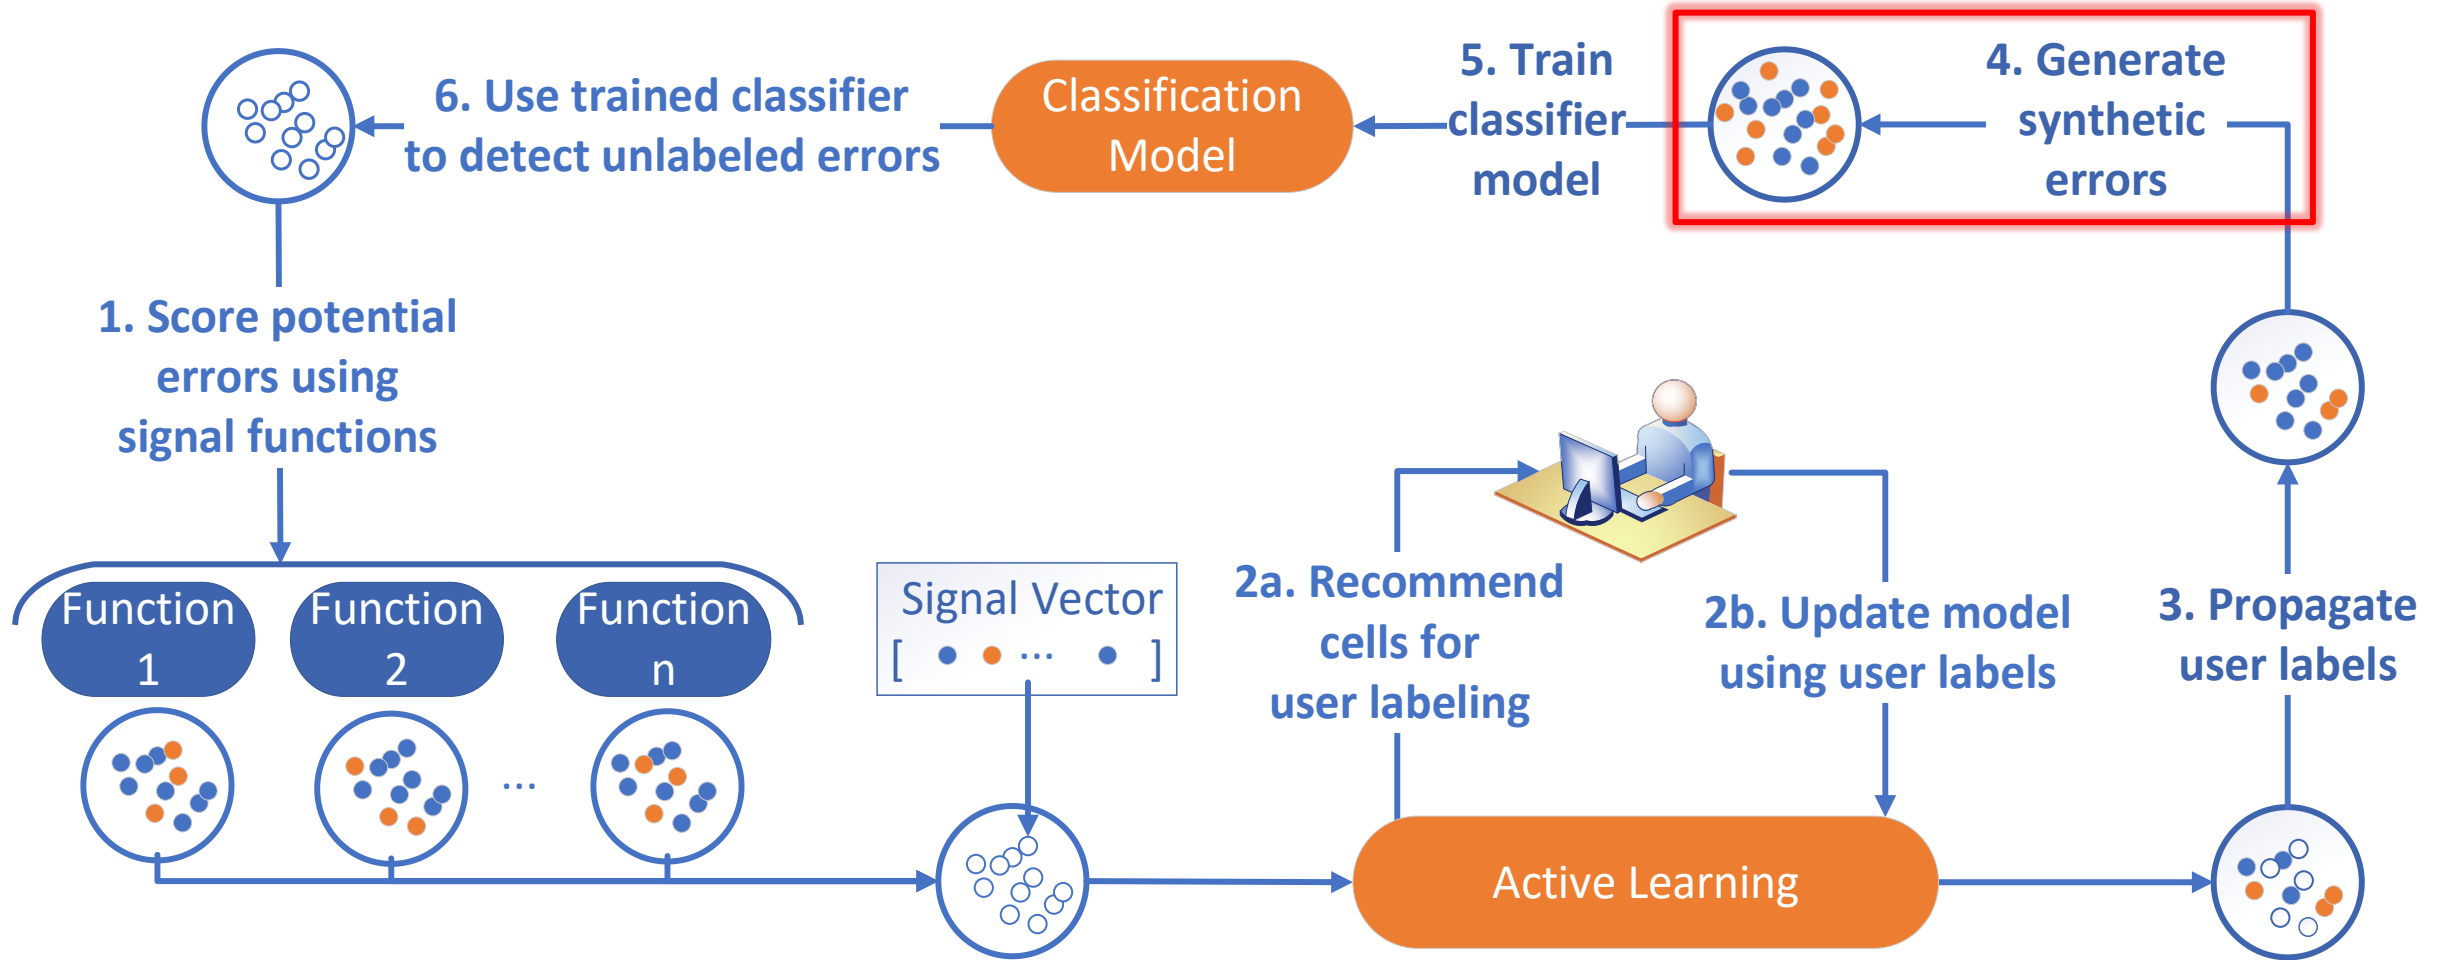 6. Use trained classifier
to detect unlabeled errors
Classification
Model
5. Train
classifier
model
4. Generate
synthetic
errors
1. Score potential
errors using
signal functions
Function
1
Function
2
Function
n
...
Signal Vector
[ ... ]
2a. Recommend
cells for
user labeling
2b. Update model
using user labels
3. Propagate
user labels
Active Learning